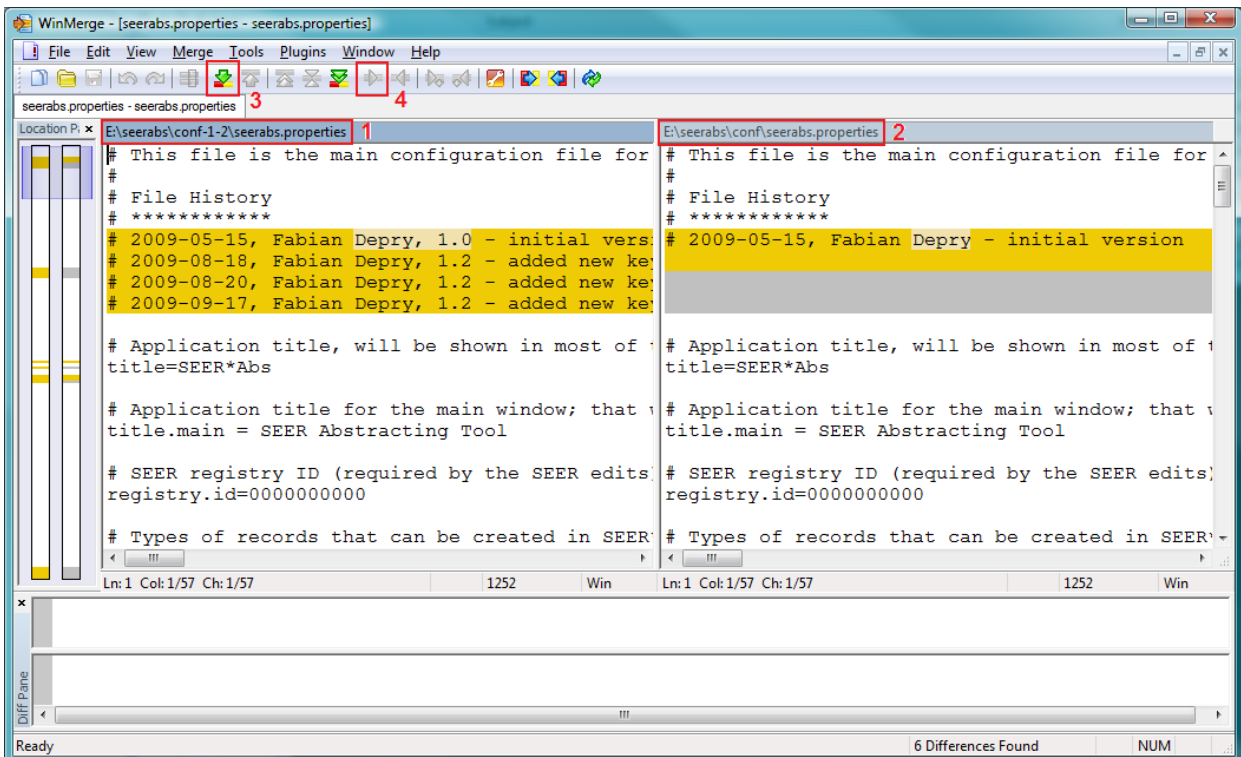 WinMerge - [seerabs.properties - seerabs.properties]
File Edit View Merge Tools Plugins Window Help
3 4
seerabs.properties - seerabs.properties
Location P
E:\seerabs\conf-1-2\seerabs.properties 1
# This file is the main configuration file for
#
# File History
# ************
# 2009-05-15, Fabian Depry, 1.0 - initial vers
# 2009-08-18, Fabian Depry, 1.2 - added new key
# 2009-08-20, Fabian Depry, 1.2 - added new key
# 2009-09-17, Fabian Depry, 1.2 - added new key
# Application title, will be shown in most of
title=SEER*Abs
# Application title for the main window; that
title.main = SEER Abstracting Tool
# SEER registry ID (required by the SEER edits
registry.id=0000000000
# Types of records that can be created in SEER
Ln: 1 Col: 1/57 Ch: 1/57 1252 Win
E:\seerabs\conf\seerabs.properties 2
# This file is the main configuration file for
#
# File History
# ************
# 2009-05-15, Fabian Depry - initial version
# Application title, will be shown in most of t
title=SEER*Abs
# Application title for the main window; that
title.main = SEER Abstracting Tool
# SEER registry ID (required by the SEER edits)
registry.id=0000000000
# Types of records that can be created in SEER
Ln: 1 Col: 1/57 Ch: 1/57 1252 Win
Diff Pane
Ready 6 Differences Found NUM